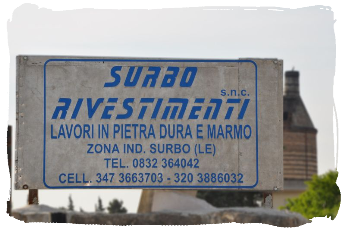 SURBO
s.n.c.
RIVESTIMENTI
LAVORI IN PIETRA DURA E MARMO
ZONA IND. SURBO (LE)
TEL. 0832 364042
CELL. 347 3663703 - 320 3886032